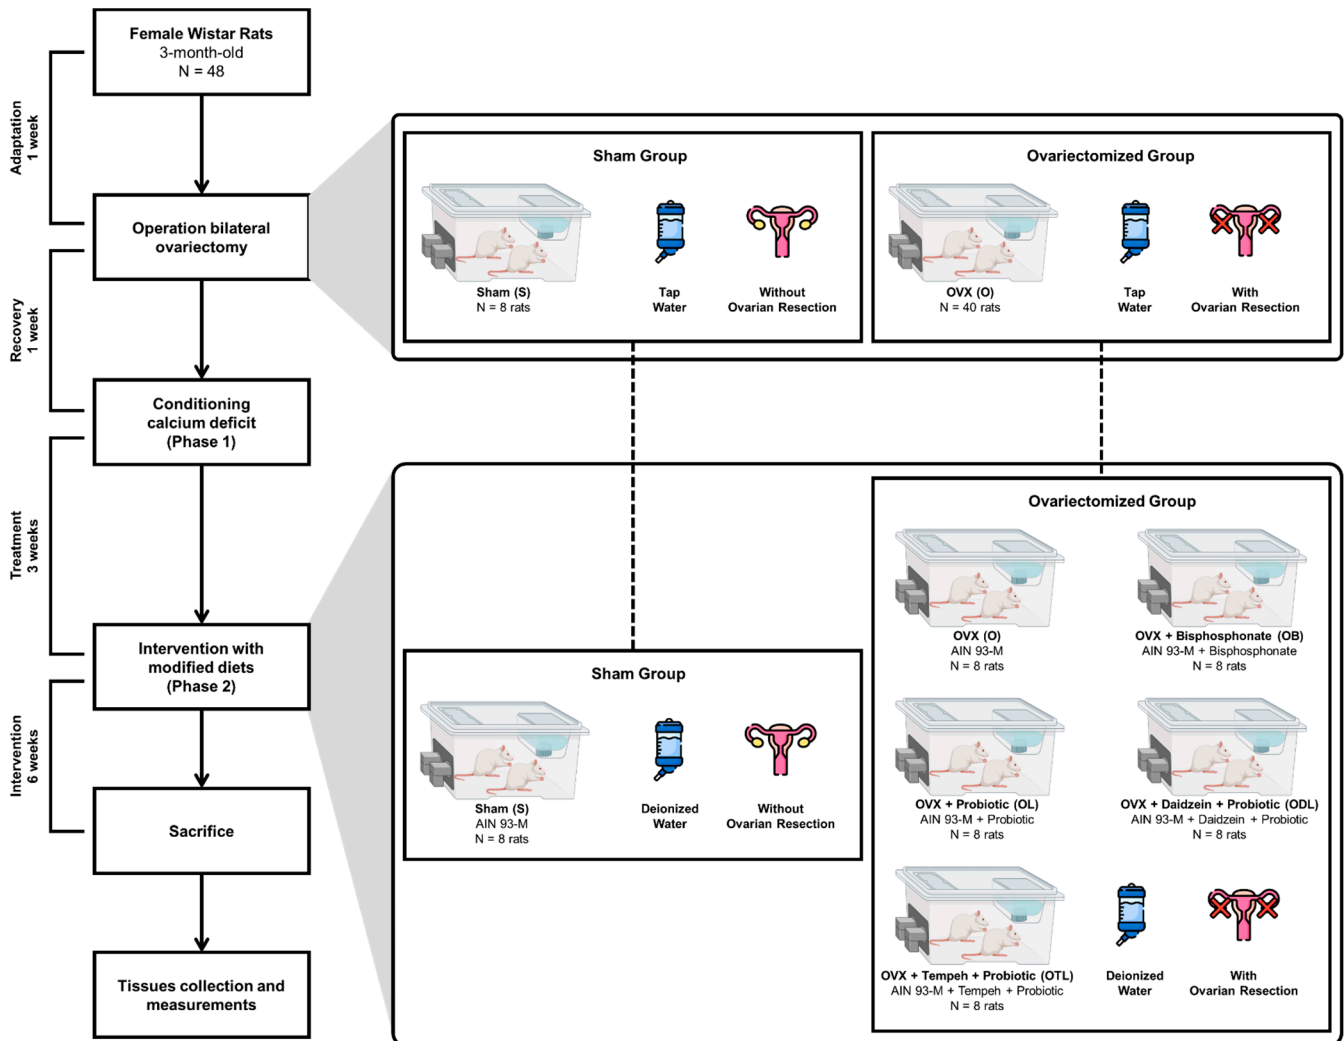 Female Wistar Rats
3-month-old
N = 48
Adaptation
1 week
Operation bilateral
ovariectomy
Recovery
1 week
Conditioning
calcium deficit
(Phase 1)
Treatment
3 weeks
Intervention with
modified diets
(Phase 2)
Intervention
6 weeks
Sacrifice
Tissues collection and
measurements
Sham Group
Sham (S)
N = 8 rats
Tap
Water
Without
Ovarian Resection
Ovariectomized Group
OVX (O)
N = 40 rats
Tap
Water
With
Ovarian Resection
Sham Group
Sham (S)
AIN 93-M
N = 8 rats
Deionized
Water
Without
Ovarian Resection
Ovariectomized Group
OVX (O)
AIN 93-M
N = 8 rats
OVX + Bisphosphonate (OB)
AIN 93-M + Bisphosphonate
N = 8 rats
OVX + Probiotic (OL)
AIN 93-M + Probiotic
N = 8 rats
OVX + Daidzein + Probiotic (ODL)
AIN 93-M + Daidzein + Probiotic
N = 8 rats
OVX + Tempeh + Probiotic (OTL)
AIN 93-M + Tempeh + Probiotic
N = 8 rats
Deionized
Water
With
Ovarian Resection